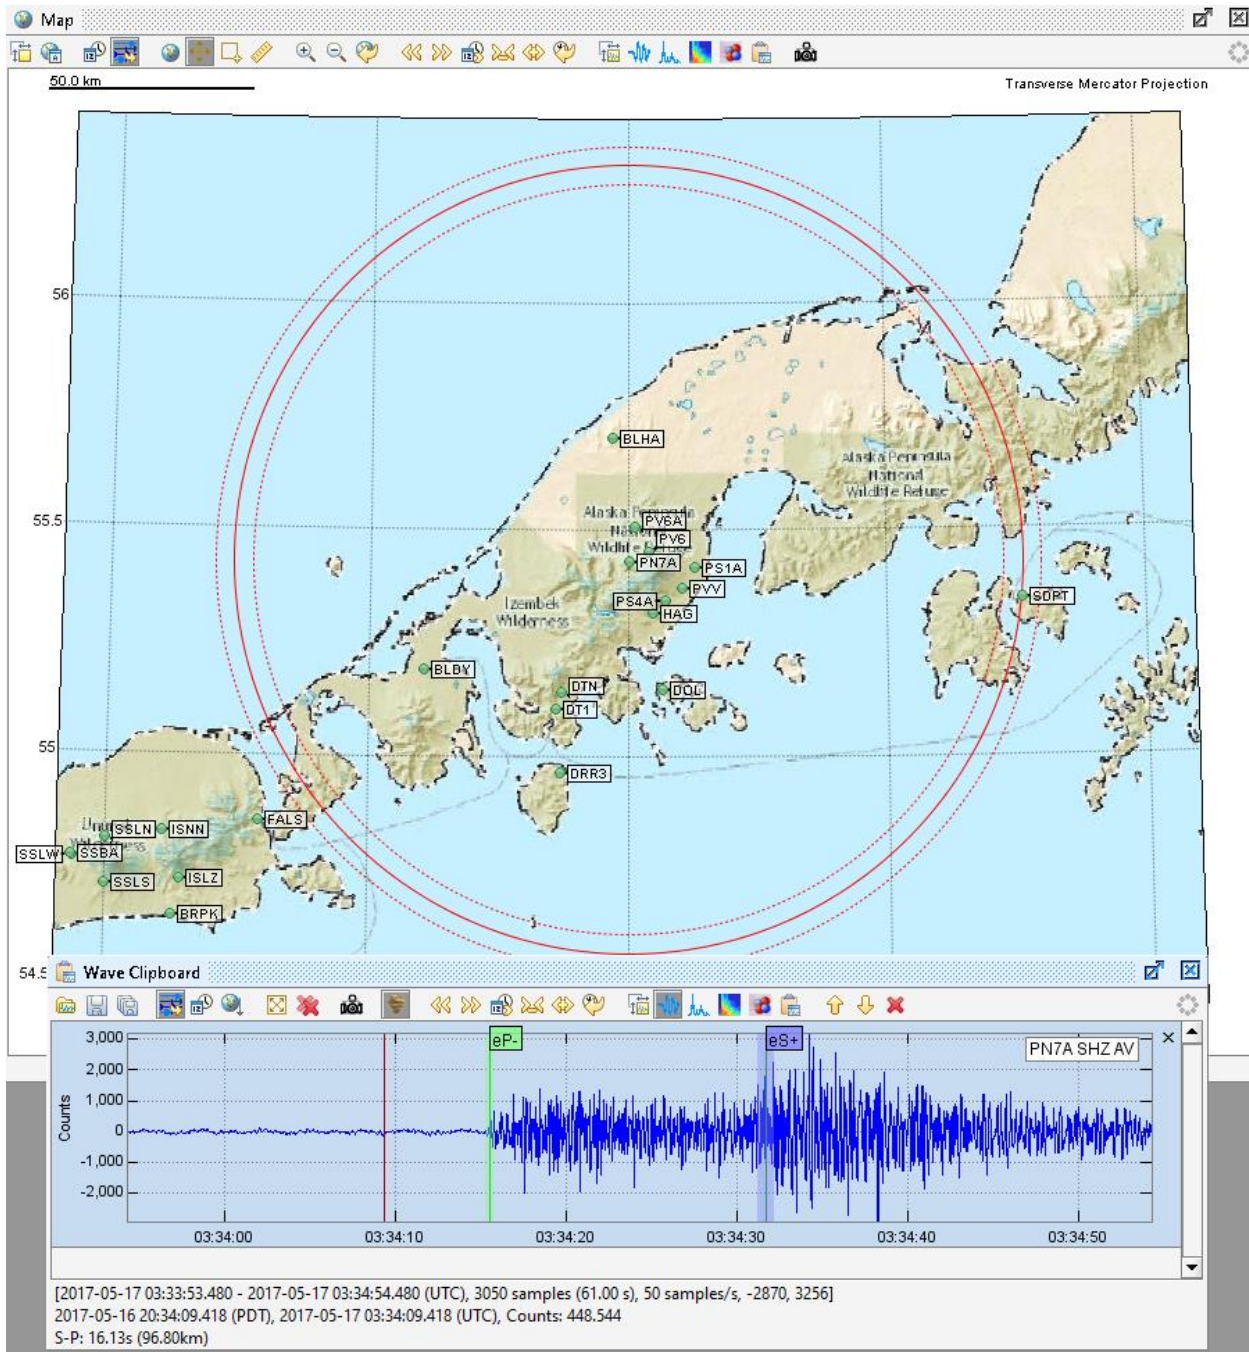 Map
50.0 km
Transverse Mercator Projection
56
BLHA
Alaska Peninsula
National
Wildlife Refuge
55.5
Alaska Peninsula
National
Wildlife Refuge
PV6A
PV6
PN7A
PS1A
PVV
PS4A
HAG
Izembek
Wilderness
SDPT
BLDY
DTN
DOL
DT1
55
DRR3
FALS
SSLN
ISNN
SSLW
SSBA
SSLS
ISLZ
BRPK
54.5
Wave Clipboard
eP-
eS+
PN7A SHZ AV
Counts
3,000
2,000
1,000
0
-1,000
-2,000
03:34:00
03:34:10
03:34:20
03:34:30
03:34:40
03:34:50
[2017-05-17 03:33:53.480 - 2017-05-17 03:34:54.480 (UTC), 3050 samples (61.00 s), 50 samples/s, -2870, 3256]
2017-05-16 20:34:09.418 (PDT), 2017-05-17 03:34:09.418 (UTC), Counts: 448.544
S-P: 16.13s (96.80km)